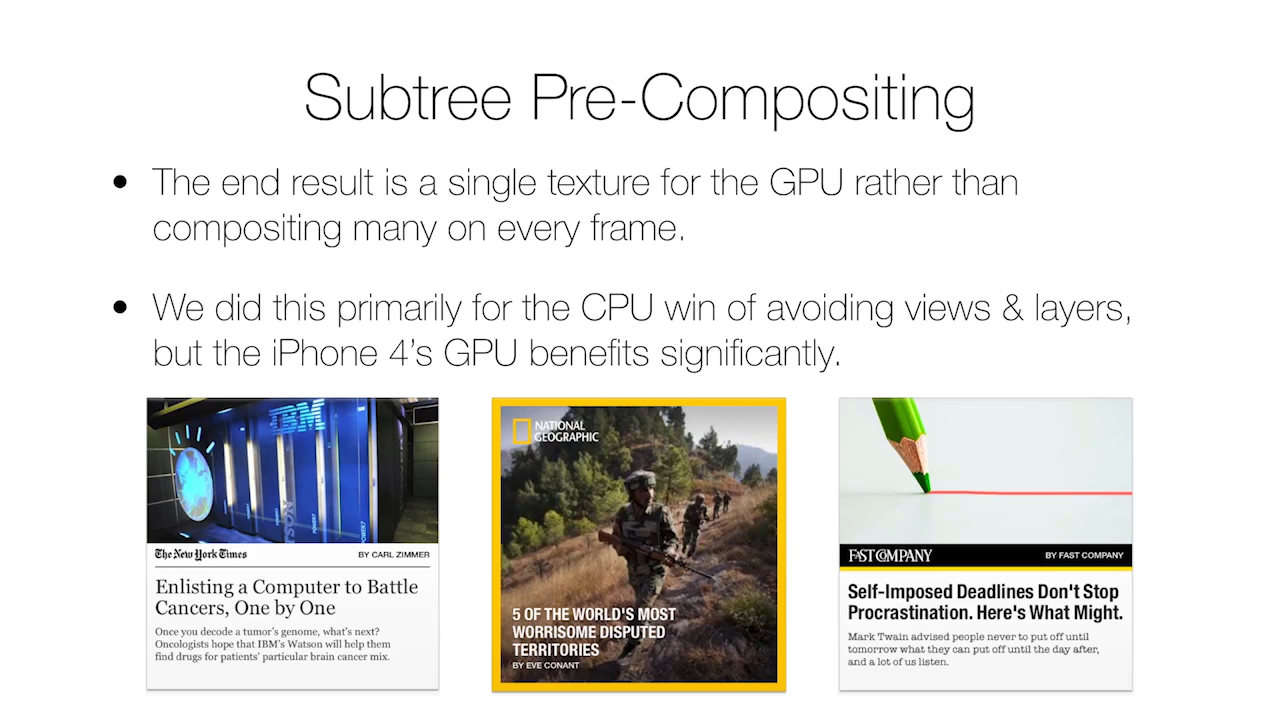 Subtree Pre-Compositing
• The end result is a single texture for the GPU rather than
compositing many on every frame.
• We did this primarily for the CPU win of avoiding views & layers,
but the iPhone 4’s GPU benefits significantly.
IBM
WATSON
POWER7
POWER7
The New York Times
BY CARL ZIMMER
Enlisting a Computer to Battle
Cancers, One by One
Once you decode a tumor's genome, what's next?
Oncologists hope that IBM's Watson will help them
find drugs for patients' particular brain cancer mix.
NATIONAL
GEOGRAPHIC
5 OF THE WORLD'S MOST
WORRISOME DISPUTED
TERRITORIES
BY EVE CONANT
FAST COMPANY
BY FAST COMPANY
Self-Imposed Deadlines Don't Stop
Procrastination. Here's What Might.
Mark Twain advised people never to put off until
tomorrow what they can put off until the day after,
and a lot of us listen.